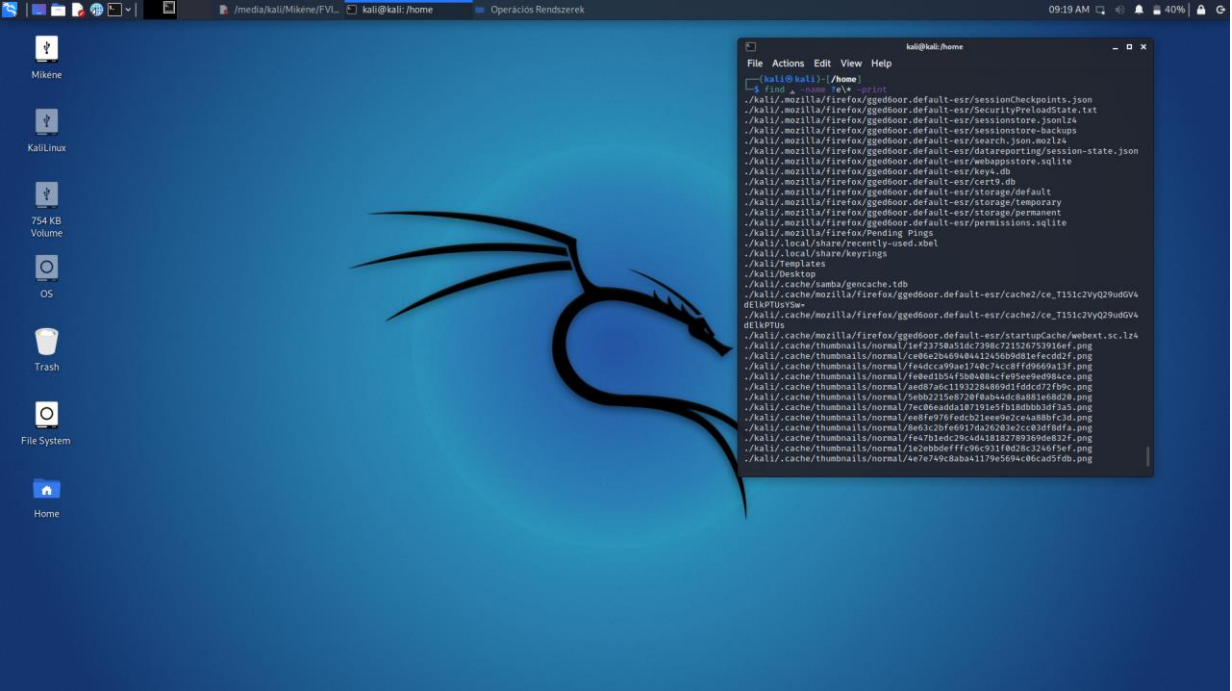 /media/kali/Mikéne/FVI...
kali@kali: /home
Operációs Rendszerek
09:19 AM
40%
Mikéne
KaliLinux
754 KB
Volume
OS
Trash
File System
Home
kali@kali: /home
File Actions Edit View Help
(kali㉿kali)-[/home]
$ find . -name ?e\* -print
./kali/.mozilla/firefox/gged6oor.default-esr/sessionCheckpoints.json
./kali/.mozilla/firefox/gged6oor.default-esr/SecurityPreloadState.txt
./kali/.mozilla/firefox/gged6oor.default-esr/sessionstore.jsonlz4
./kali/.mozilla/firefox/gged6oor.default-esr/sessionstore-backups
./kali/.mozilla/firefox/gged6oor.default-esr/search.json.mozlz4
./kali/.mozilla/firefox/gged6oor.default-esr/datareporting/session-state.json
./kali/.mozilla/firefox/gged6oor.default-esr/webappsstore.sqlite
./kali/.mozilla/firefox/gged6oor.default-esr/key4.db
./kali/.mozilla/firefox/gged6oor.default-esr/cert9.db
./kali/.mozilla/firefox/gged6oor.default-esr/storage/default
./kali/.mozilla/firefox/gged6oor.default-esr/storage/temporary
./kali/.mozilla/firefox/gged6oor.default-esr/storage/permanent
./kali/.mozilla/firefox/gged6oor.default-esr/permissions.sqlite
./kali/.mozilla/firefox/Pending Pings
./kali/.local/share/recently-used.xbel
./kali/.local/share/keyrings
./kali/Templates
./kali/Desktop
./kali/.cache/samba/gencache.tdb
./kali/.cache/mozilla/firefox/gged6oor.default-esr/cache2/ce_T151c2VyQ29udGV4
dElkPTUsYSw=
./kali/.cache/mozilla/firefox/gged6oor.default-esr/cache2/ce_T151c2VyQ29udGV4
dElkPTUs
./kali/.cache/mozilla/firefox/gged6oor.default-esr/startupCache/webext.sc.lz4
./kali/.cache/thumbnails/normal/1ef23750a51dc7398c721526753916ef.png
./kali/.cache/thumbnails/normal/ce06e2b469404412456b9d81efecdd2f.png
./kali/.cache/thumbnails/normal/fe4dcca99ae1740c74cc8ffd9669a13f.png
./kali/.cache/thumbnails/normal/fe0ed1b54f5b04084cfe95ee9ed984ce.png
./kali/.cache/thumbnails/normal/aed87a6c11932284869d1fddcd72fb9c.png
./kali/.cache/thumbnails/normal/5ebb2215e8720f0ab44dc8a881e68d20.png
./kali/.cache/thumbnails/normal/7ec06eadda107191e5fb18dbbb3df3a5.png
./kali/.cache/thumbnails/normal/ee8fe976fedcb21eee9e2ce4a88bfc3d.png
./kali/.cache/thumbnails/normal/8e63c2bfe6917da26203e2cc03df8dfa.png
./kali/.cache/thumbnails/normal/fe47b1edc29c4d418182789369de832f.png
./kali/.cache/thumbnails/normal/1e2ebbdefffc96c931f0d28c3246f5ef.png
./kali/.cache/thumbnails/normal/4e7e749c8aba41179e5694c06cad5fdb.png